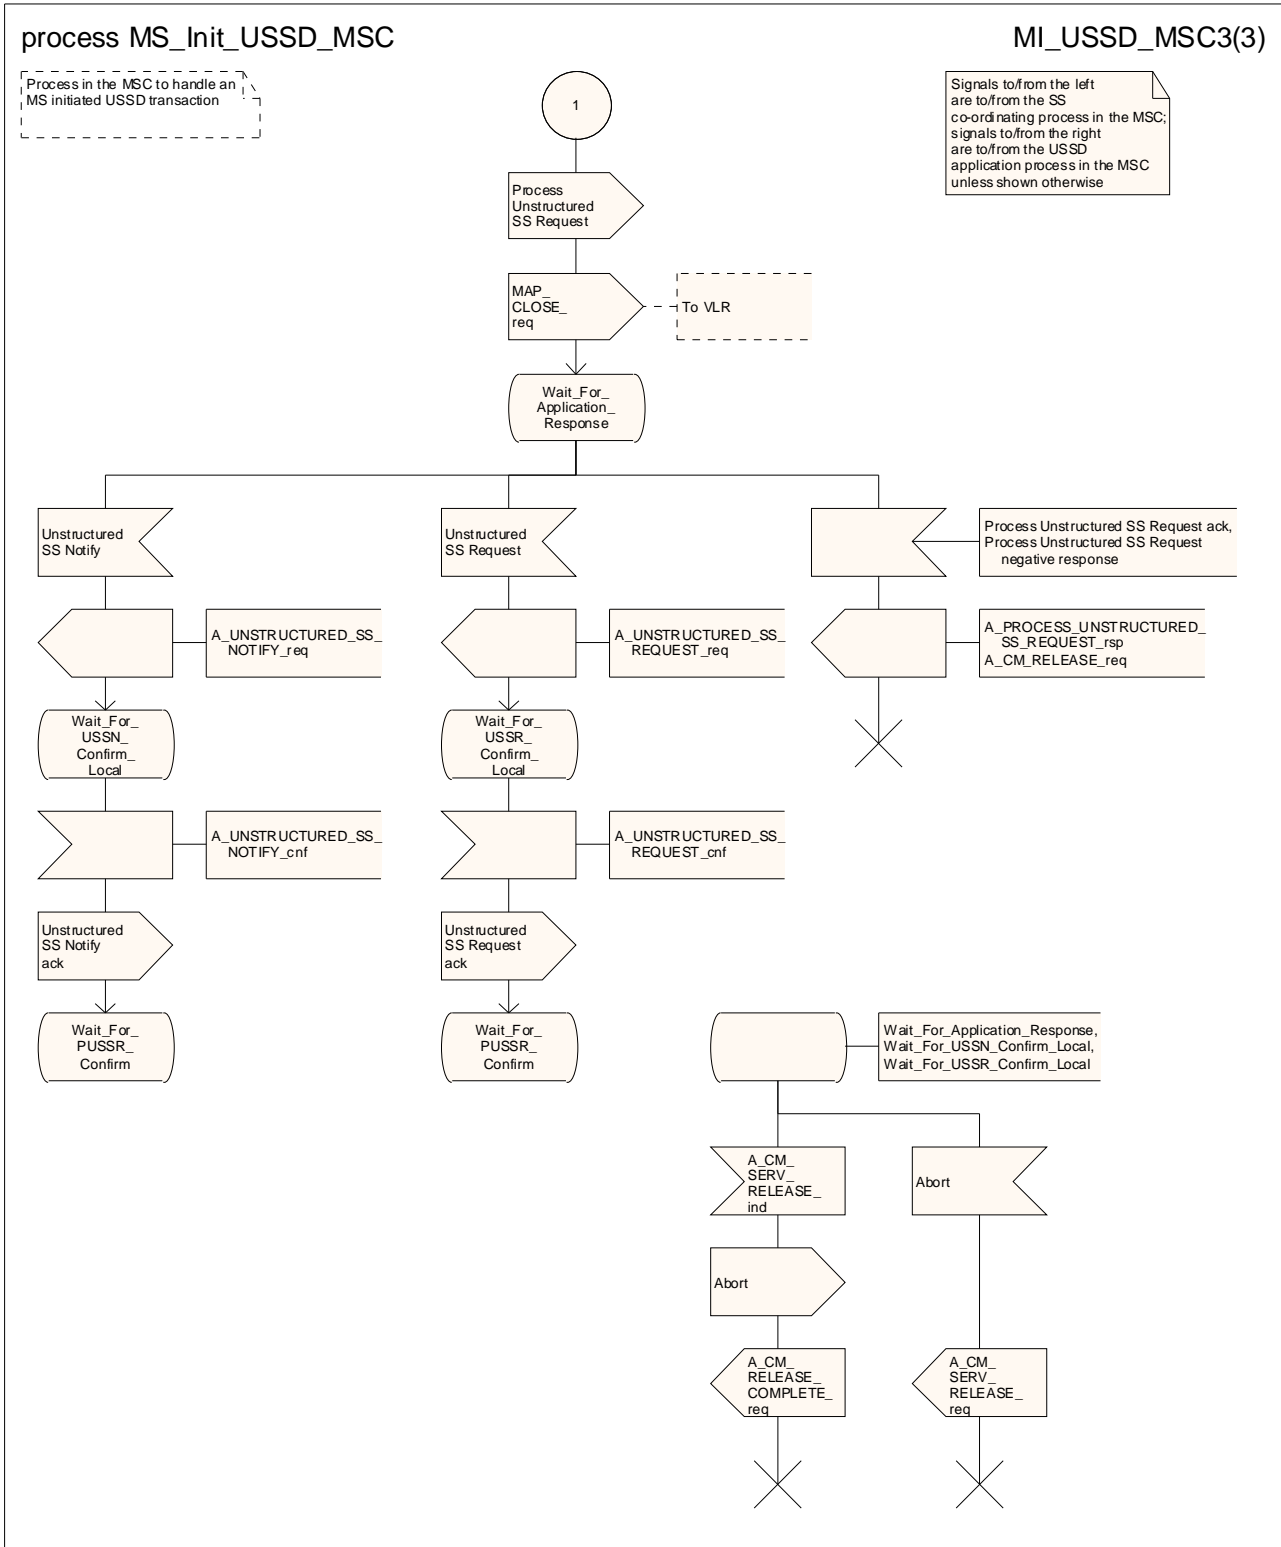 process MS_Init_USSD_MSC
MI_USSD_MSC3(3)
Process in the MSC to handle an
MS initiated USSD transaction
1
Signals to/from the left
are to/from the SS
co-ordinating process in the MSC;
signals to/from the right
are to/from the USSD
application process in the MSC
unless shown otherwise
Process
Unstructured
SS Request
MAP_
CLOSE_
req
To VLR
Wait_For_
Application_
Response
Unstructured
SS Notify
Unstructured
SS Request
Process Unstructured SS Request ack,
Process Unstructured SS Request
negative response
A_UNSTRUCTURED_SS_
NOTIFY_req
A_UNSTRUCTURED_SS_
REQUEST_req
A_PROCESS_UNSTRUCTURED_
SS_REQUEST_rsp
A_CM_RELEASE_req
Wait_For_
USSN_
Confirm_
Local
Wait_For_
USSR_
Confirm_
Local
A_UNSTRUCTURED_SS_
NOTIFY_cnf
A_UNSTRUCTURED_SS_
REQUEST_cnf
Unstructured
SS Notify
ack
Unstructured
SS Request
ack
Wait_For_
PUSSR_
Confirm
Wait_For_
PUSSR_
Confirm
Wait_For_Application_Response,
Wait_For_USSN_Confirm_Local,
Wait_For_USSR_Confirm_Local
A_CM_
SERV_
RELEASE_
ind
Abort
Abort
A_CM_
RELEASE_
COMPLETE_
req
A_CM_
SERV_
RELEASE_
req